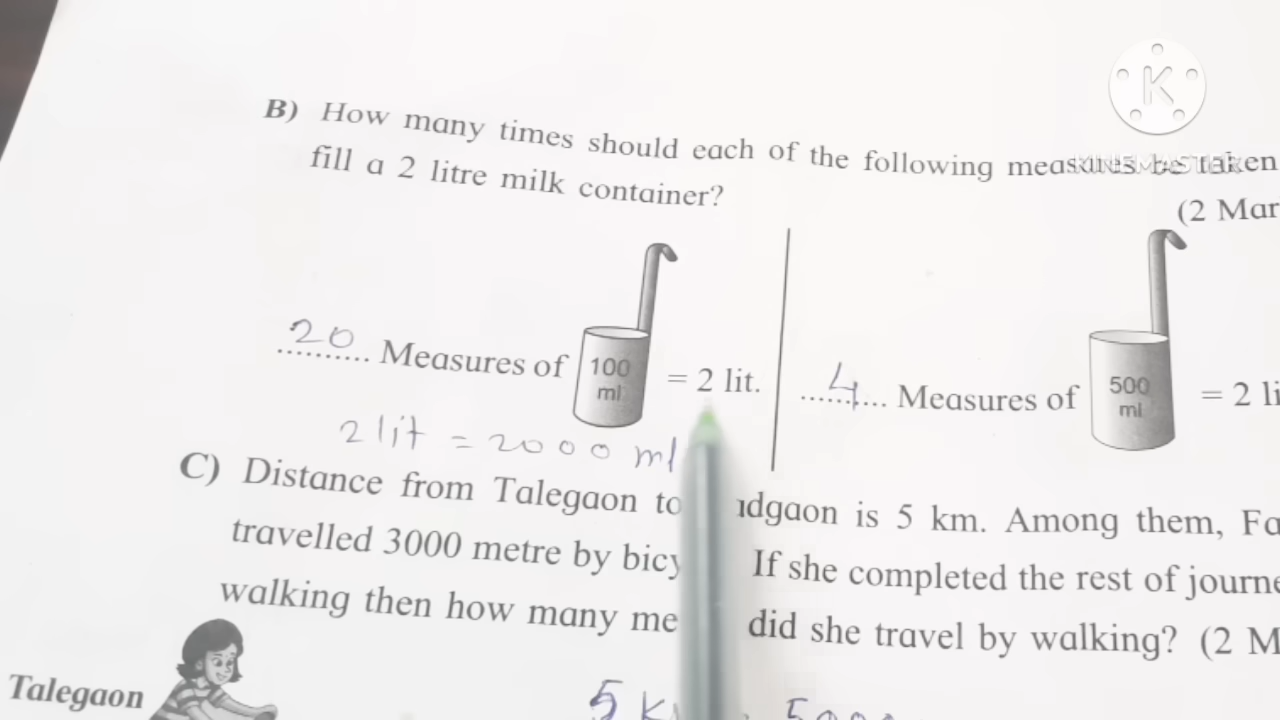 B) How many times should each of the following measures be taken
fill a 2 litre milk container?
(2 Mar
20 Measures of 100 ml = 2 lit.
4 Measures of 500 ml = 2 li
2 lit = 2000 ml
C) Distance from Talegaon to dgaon is 5 km. Among them, Fa
travelled 3000 metre by bicy If she completed the rest of journe
walking then how many me did she travel by walking? (2 M
Talegaon
5 K
K
KINEMASTER